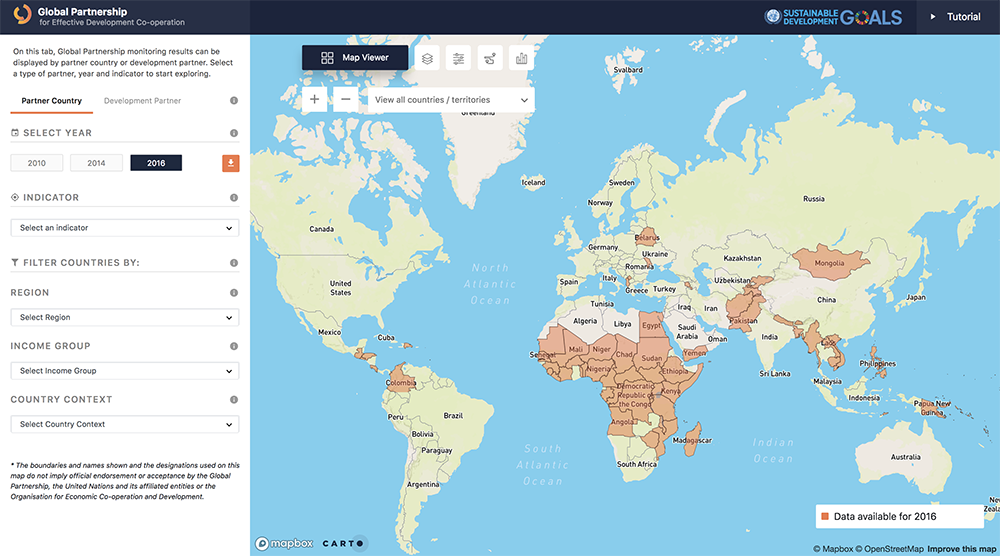 Global Partnership
for Effective Development Co-operation
SUSTAINABLE
DEVELOPMENT
GOALS
Tutorial
On this tab, Global Partnership monitoring results can be
displayed by partner country or development partner. Select
a type of partner, year and indicator to start exploring.
Partner Country
Development Partner
SELECT YEAR
2010
2014
2016
INDICATOR
Select an indicator
FILTER COUNTRIES BY:
REGION
Select Region
INCOME GROUP
Select Income Group
COUNTRY CONTEXT
Select Country Context
* The boundaries and names shown and the designations used on this
map do not imply official endorsement or acceptance by the Global
Partnership, the United Nations and its affiliated entities or the
Organisation for Economic Co-operation and Development.
Map Viewer
View all countries / territories
Greenland
Svalbard
Iceland
Sweden
Norway
Russia
Canada
Belarus
Germany
Ukraine
Kazakhstan
Mongolia
Romania
North
Atlantic
Ocean
Spain
Italy
Greece
Turkey
Uzbekistan
United
States
China
Japan
Tunisia
Iraq
Iran
Algeria
Libya
Egypt
Saudi
Arabia
Oman
Pakistan
India
Mexico
Cuba
Senegal
Mali
Niger
Chad
Sudan
Yemen
Laos
Philippines
Nigeria
Ethiopia
Sri Lanka
Colombia
Democratic
Republic of
the Congo
Kenya
Malaysia
Indonesia
Papua New
Guinea
Peru
Brazil
Angola
Bolivia
Madagascar
Paraguay
South
Atlantic
Ocean
Indian
Ocean
South Africa
Australia
Argentina
New
Zeal
Data available for 2016
mapbox
CARTO
© Mapbox © OpenStreetMap Improve this map